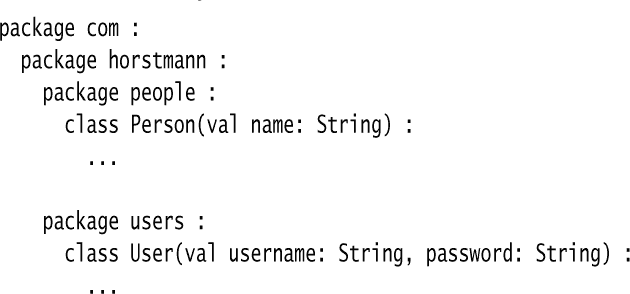 package com :
  package horstmann :
    package people :
      class Person(val name: String) :
        ...

    package users :
      class User(val username: String, password: String) :
        ...